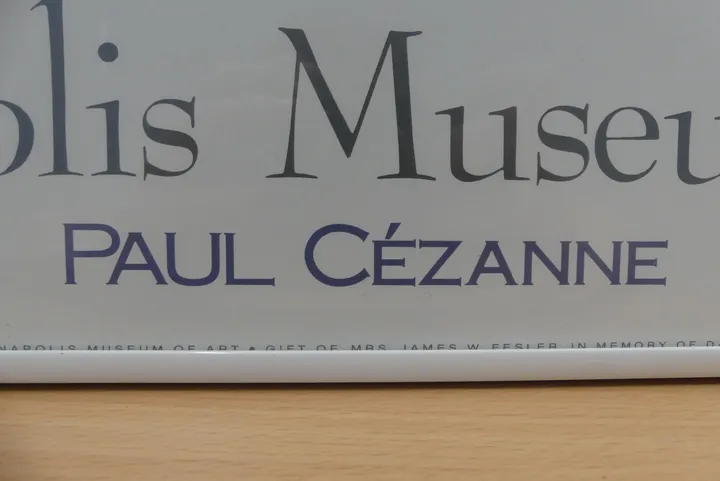 olis Museu
PAUL CÉZANNE
NAPOLIS MUSEUM OF ART • GIFT OF MRS. JAMES W. FESLER IN MEMORY OF D